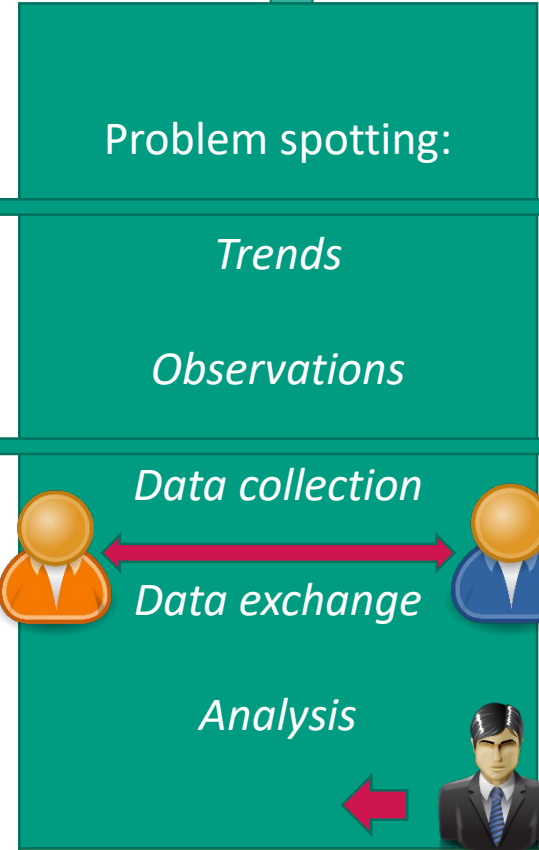 Problem spotting:
Trends
Observations
Data collection
Data exchange
Analysis